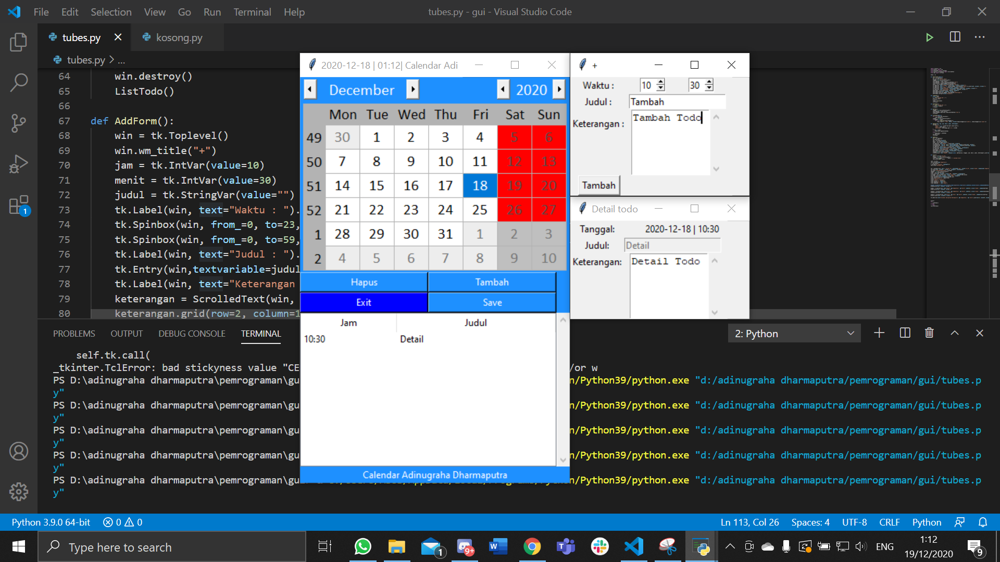 File Edit Selection View Go Run Terminal Help
tubes.py - gui - Visual Studio Code
tubes.py
kosong.py
tubes.py > ...
64 win.destroy()
65 ListTodo()
66
67 def AddForm():
68 win = tk.Toplevel()
69 win.wm_title("+")
70 jam = tk.IntVar(value=10)
71 menit = tk.IntVar(value=30)
72 judul = tk.StringVar(value="")
73 tk.Label(win, text="Waktu : ").
74 tk.Spinbox(win, from_=0, to=23,
75 tk.Spinbox(win, from_=0, to=59,
76 tk.Label(win, text="Judul : ").
77 tk.Entry(win,textvariable=judul
78 tk.Label(win, text="Keterangan
79 keterangan = ScrolledText(win,
80 keterangan.grid(row=2, column=1
2020-12-18 | 01:12| Calendar Adi
December 2020
Mon Tue Wed Thu Fri Sat Sun
49 30 1 2 3 4 5 6
50 7 8 9 10 11 12 13
51 14 15 16 17 18 19 20
52 21 22 23 24 25 26 27
1 28 29 30 31 1 2 3
2 4 5 6 7 8 9 10
Hapus Tambah
Exit Save
Jam Judul
10:30 Detail
Calendar Adinugraha Dharmaputra
+
Waktu : 10 30
Judul : Tambah
Keterangan : Tambah Todo
Tambah
Detail todo
Tanggal: 2020-12-18 | 10:30
Judul: Detail
Keterangan: Detail Todo
PROBLEMS OUTPUT DEBUG CONSOLE TERMINAL
2: Python
self.tk.call(
_tkinter.TclError: bad stickyness value "CE /or w
PS D:\adinugraha dharmaputra\pemrograman\gu n/Python39/python.exe "d:/adinugraha dharmaputra/pemrograman/gui/tubes.p
y"
PS D:\adinugraha dharmaputra\pemrograman\gu n/Python39/python.exe "d:/adinugraha dharmaputra/pemrograman/gui/tubes.p
y"
PS D:\adinugraha dharmaputra\pemrograman\gu n/Python39/python.exe "d:/adinugraha dharmaputra/pemrograman/gui/tubes.p
y"
PS D:\adinugraha dharmaputra\pemrograman\gu n/Python39/python.exe "d:/adinugraha dharmaputra/pemrograman/gui/tubes.p
y"
PS D:\adinugraha dharmaputra\pemrograman\gu n/Python39/python.exe "d:/adinugraha dharmaputra/pemrograman/gui/tubes.p
y"
1
Python 3.9.0 64-bit 0 0
Ln 113, Col 26 Spaces: 4 UTF-8 CRLF Python
Type here to search
1
9+
ENG
1:12
19/12/2020
9